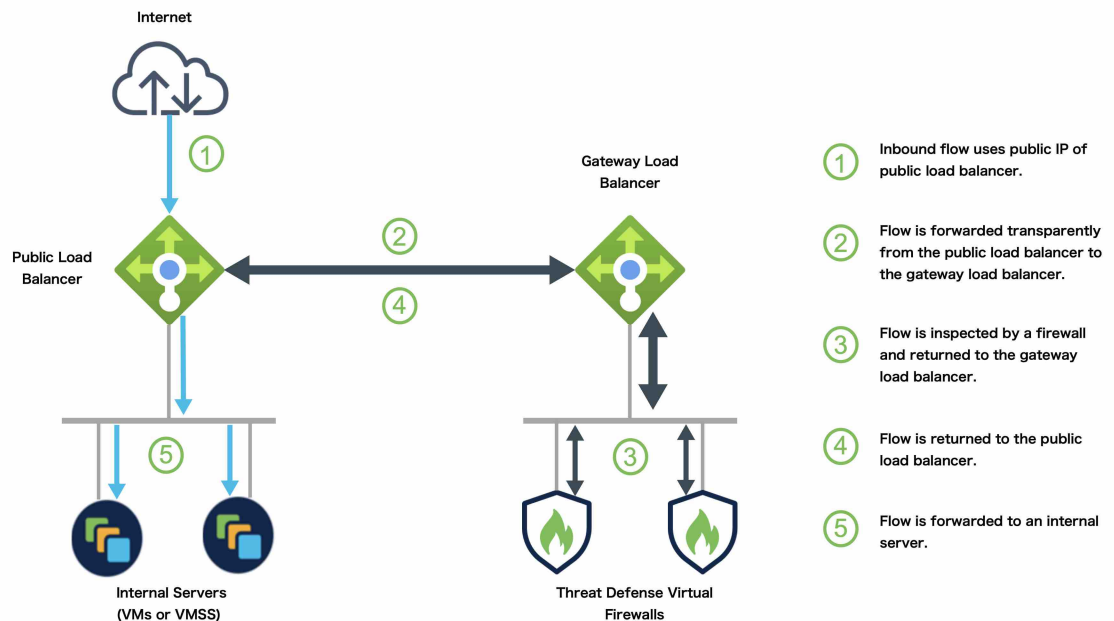 Internet
1
Gateway Load
Balancer
Public Load
Balancer
2
4
5
3
Internal Servers
(VMs or VMSS)
Threat Defense Virtual
Firewalls
1
Inbound flow uses public IP of
public load balancer.
2
Flow is forwarded transparently
from the public load balancer to
the gateway load balancer.
3
Flow is inspected by a firewall
and returned to the gateway
load balancer.
4
Flow is returned to the public
load balancer.
5
Flow is forwarded to an internal
server.